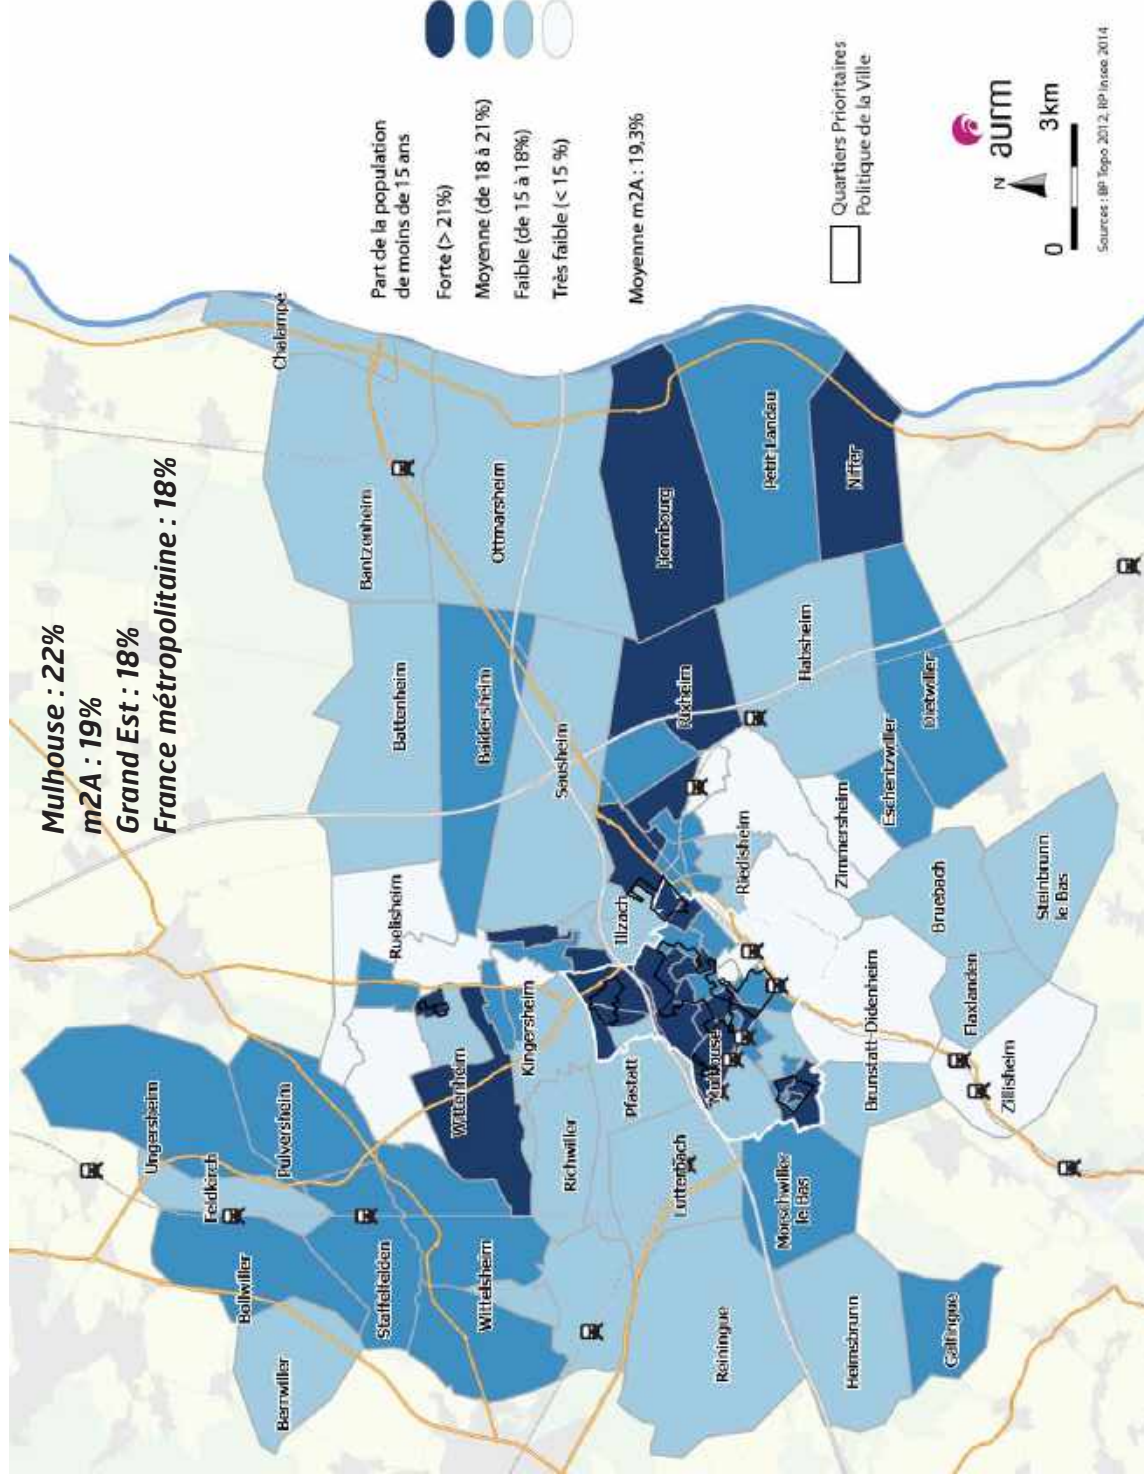 Mulhouse : 22%
m2A : 19%
Grand Est : 18%
France métropolitaine : 18%
Part de la population
de moins de 15 ans
Forte (> 21%)
Moyenne (de 18 à 21%)
Faible (de 15 à 18%)
Très faible (< 15 %)
Moyenne m2A : 19,3%
Quartiers Prioritaires
Politique de la Ville
N
aurm
0
3km
Sources : BP Topo 2012, RP Insee 2014
Chalampé
Bantzenheim
Ottmarsheim
Hombourg
Petit-Landau
Niffer
Battenheim
Baldersheim
Sausheim
Rixheim
Habsheim
Dietwiller
Eschentzwiller
Zimmersheim
Riedisheim
Illzach
Ruelisheim
Bruebach
Steinbrunn
le Bas
Flaxlanden
Brunstatt-Didenheim
Zillisheim
Kingersheim
Wittenheim
Pfastatt
Mulhouse
Richwiller
Lutterbach
Morschwiller
le Bas
Ungersheim
Feldkirch
Pulversheim
Bollwiller
Staffelfelden
Wittelsheim
Berrwiller
Reiningue
Heimsbrunn
Galfingue